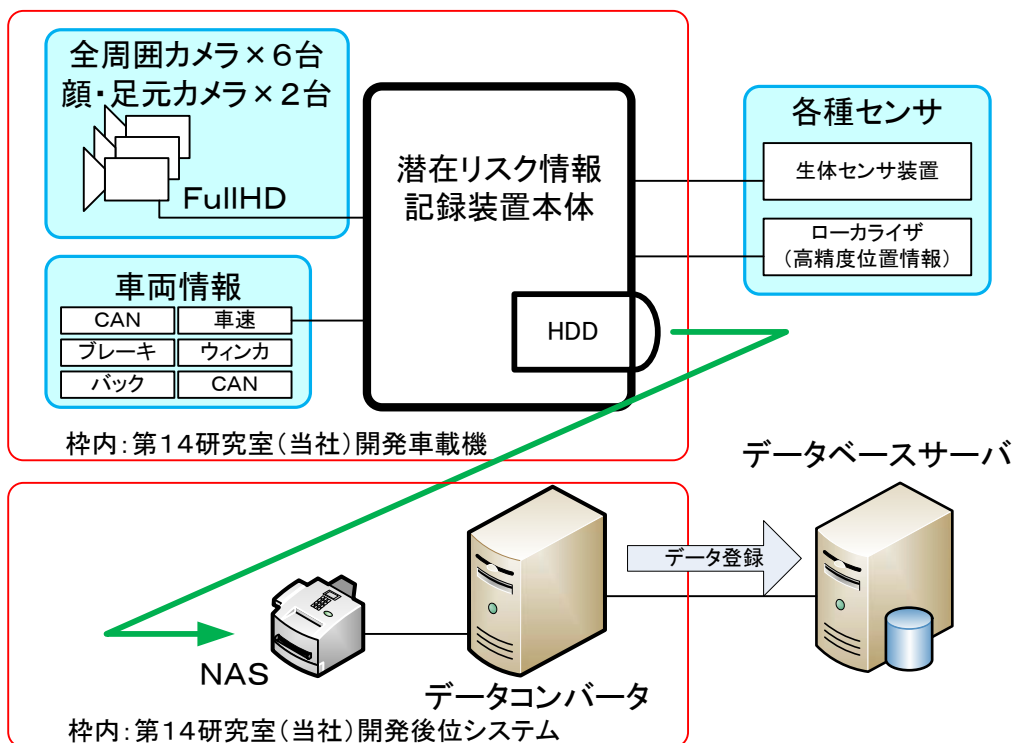 全周囲カメラ×6台
顔・足元カメラ×2台
FullHD
車両情報
CAN
車速
ブレーキ
ウィンカ
バック
CAN
潜在リスク情報
記録装置本体
HDD
各種センサ
生体センサ装置
ローカライザ
（高精度位置情報）
枠内：第14研究室（当社）開発車載機
データベースサーバ
データ登録
NAS
データコンバータ
枠内：第14研究室（当社）開発後位システム